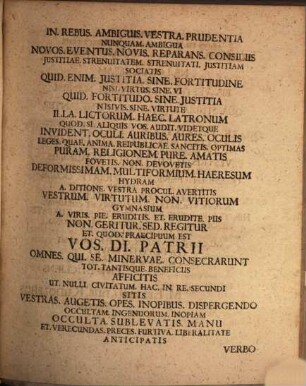 IN. REBUS. AMBIGUIS. VESTRA. PRUDENTIA
NUNQUAM. AMBIGUA
NOVOS. EVENTUS. NOVIS. REPARANS. CONSILIIS
JUSTITIAE. STRENUITATEM. STRENUITATI. JUSTITIAM
SOCIATIS
QUID. ENIM. JUSTITIA. SINE. FORTITUDINE
NISI. VIRTUS. SINE. VI
QUID. FORTITUDO. SINE. JUSTITIA
NISI. VIS. SINE. VIRTUTE
ILLA. LICTORUM. HAEC. LATRONUM
QUOD. SI. ALIQUIS. VOS. AUDIT. VIDETQUE
INVIDENT. OCULI. AURIBUS. AURES. OCULIS
LEGES. QUAE. ANIMA. REIPUBLICAE. SANCITIS. OPTIMAS
PURAM. RELIGIONEM. PURE. AMATIS
FOVETIS. NON. DEVOVETIS
DEFORMISSIMAM. MULTIFORMIUM. HAERESUM
HYDRAM
A. DITIONE. VESTRA. PROCUL. AVERTITIS
VESTRUM. VIRTUTUM. NON. VITIORUM
GYMNASIUM
A. VIRIS. PIE. ERUDITIS. ET. ERUDITE. PIIS
NON. GERITUR. SED. REGITUR
ET. QUOD. PRAECIPUUM. EST
VOS. DI. PATRII
OMNES. QUI. SE. MINERVAE. CONSECRARUNT
TOT. TANTISQUE. BENEFICIIS
AFFICITIS
UT. NULLI. CIVITATUM. HAC. IN. RE. SECUNDI
SITIS
VESTRAS. AUGETIS. OPES. INOPIBUS. DISPERGENDO
OCCULTAM. INGENUORUM. INOPIAM
OCCULTA. SUBLEVATIS. MANU
ET. VERECUNDAS. PRECES. FURTIVA. LIBERALITATE
ANTICIPATIS
VERBO